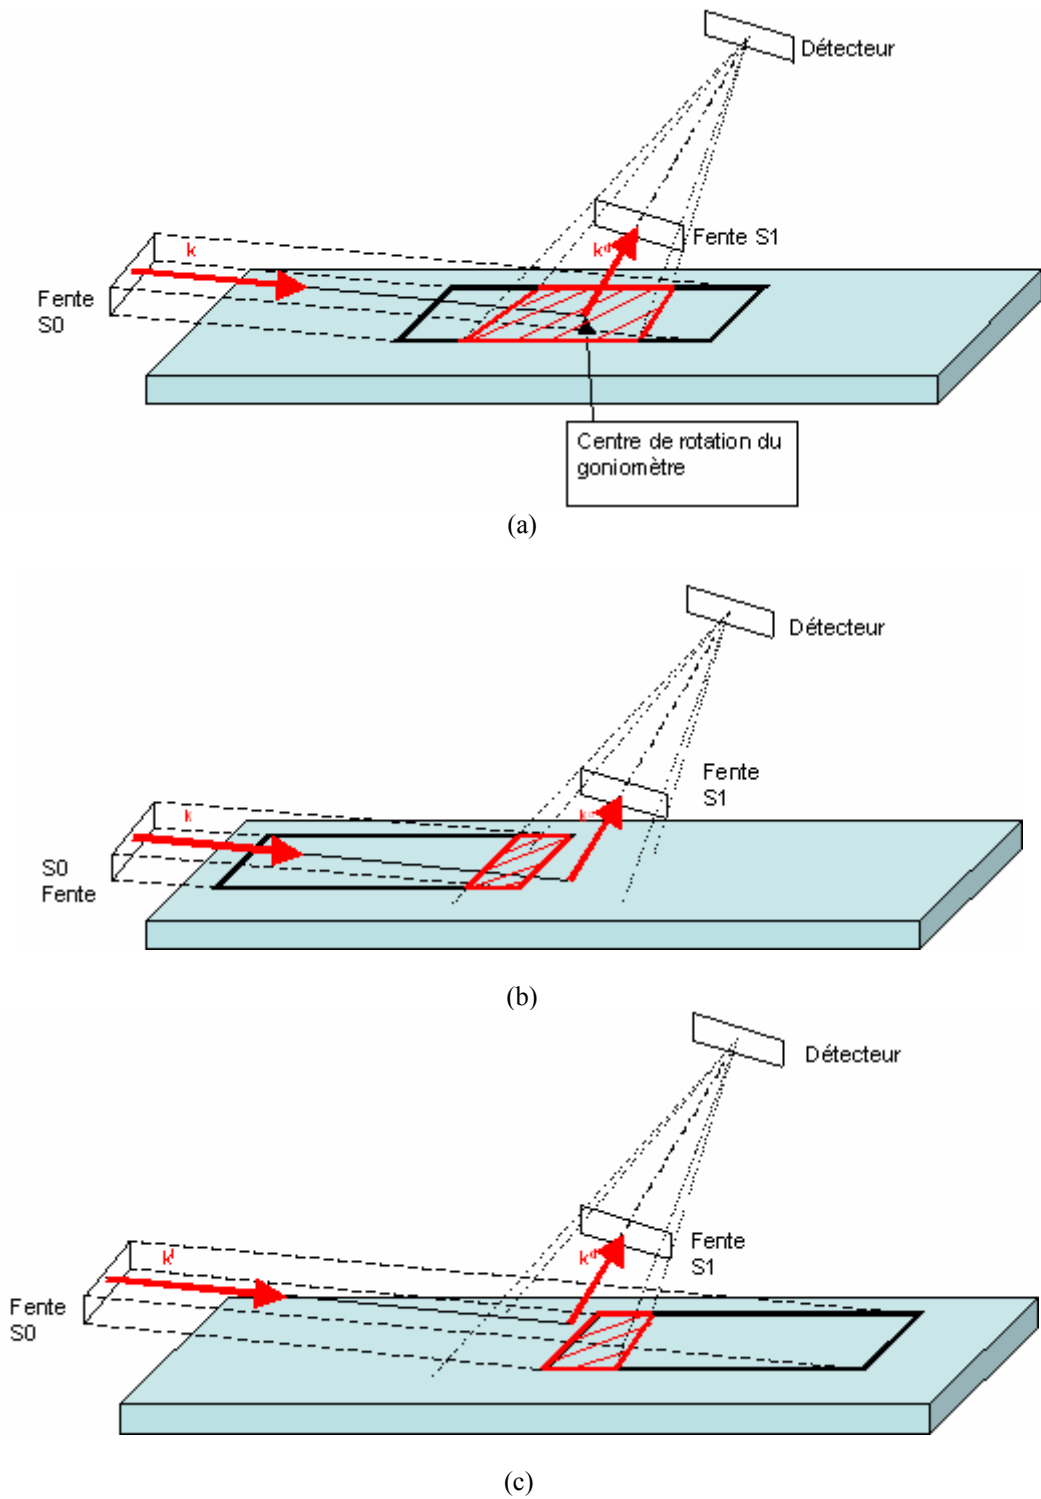 Détecteur
k
Fente S1
k^d
Fente
S0
Centre de rotation du
goniomètre
(a)
Détecteur
Fente
S1
k
S0
Fente
(b)
Détecteur
Fente
S1
k^d
k^i
Fente
S0
(c)